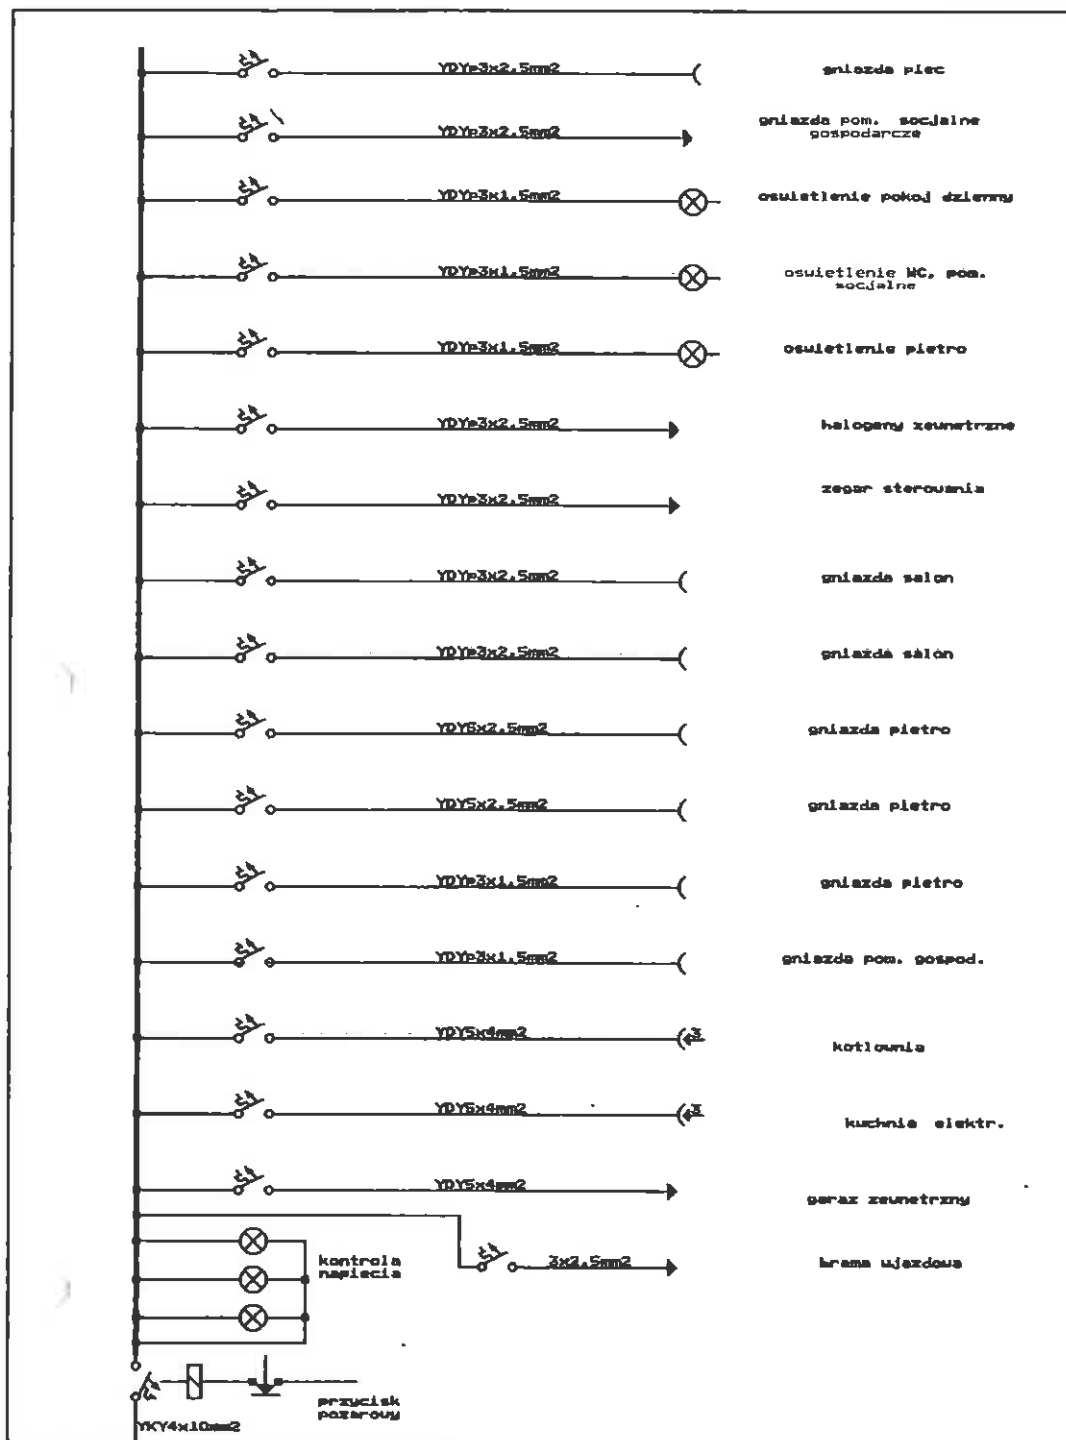 YDYp3x2.5mm2 gniazda piec
YDYp3x2.5mm2 gniazda pom. socjalne
gospodarcze
YDYp3x1.5mm2 oswietlenie pokoj dzienny
YDYp3x1.5mm2 oswietlenie WC, pom.
socjalne
YDYp3x1.5mm2 oswietlenie pietro
YDYp3x2.5mm2 halogeny zewnetrzne
YDYp3x2.5mm2 zegar sterowania
YDYp3x2.5mm2 gniazda salon
YDYp3x2.5mm2 gniazda salon
YDY5x2.5mm2 gniazda pietro
YDY5x2.5mm2 gniazda pietro
YDYp3x1.5mm2 gniazda pietro
YDYp3x1.5mm2 gniazda pom. gospod.
YDY5x4mm2 3 kotlownia
YDY5x4mm2 3 kuchnia elektr.
YDY5x4mm2 garaz zewnetrzny
kontrola
napiecia
3x2.5mm2 brama wjazdowa
przycisk
pozarowy
YKY4x10mm2